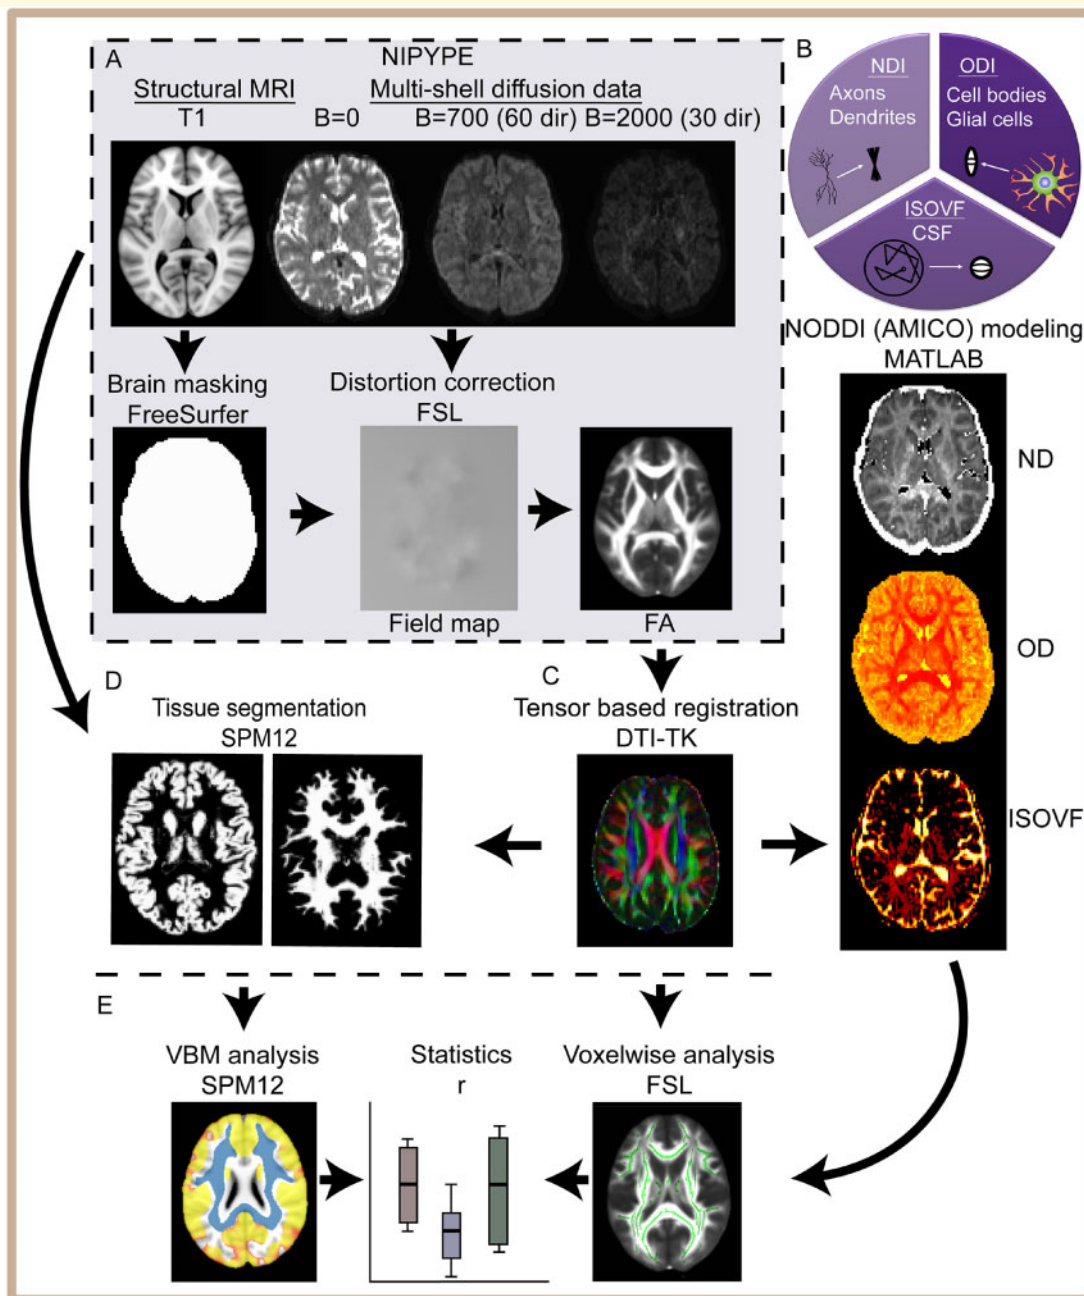 A
NIPYPE
Structural MRI
Multi-shell diffusion data
T1
B=0
B=700 (60 dir)
B=2000 (30 dir)
Brain masking
FreeSurfer
Distortion correction
FSL
Field map
FA
B
NDI
Axons
Dendrites
ODI
Cell bodies
Glial cells
ISOVF
CSF
NODDI (AMICO) modeling
MATLAB
ND
OD
ISOVF
D
Tissue segmentation
SPM12
C
Tensor based registration
DTI-TK
E
VBM analysis
SPM12
Statistics
r
Voxelwise analysis
FSL